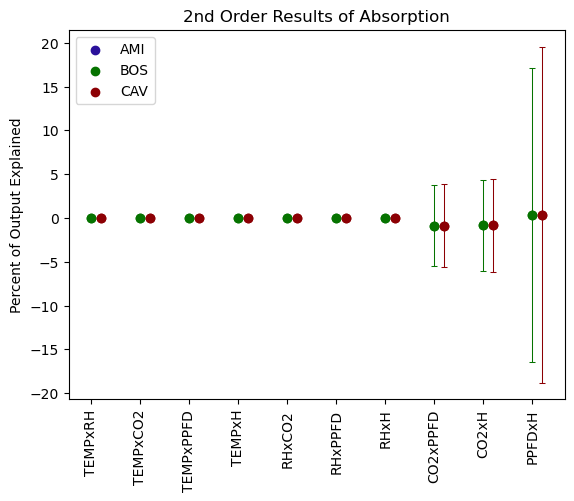 2nd Order Results of Absorption
AMI
BOS
CAV
Percent of Output Explained
20
15
10
5
0
−5
−10
−15
−20
TEMPxRH
TEMPxCO2
TEMPxPPFD
TEMPxH
RHxCO2
RHxPPFD
RHxH
CO2xPPFD
CO2xH
PPFDxH